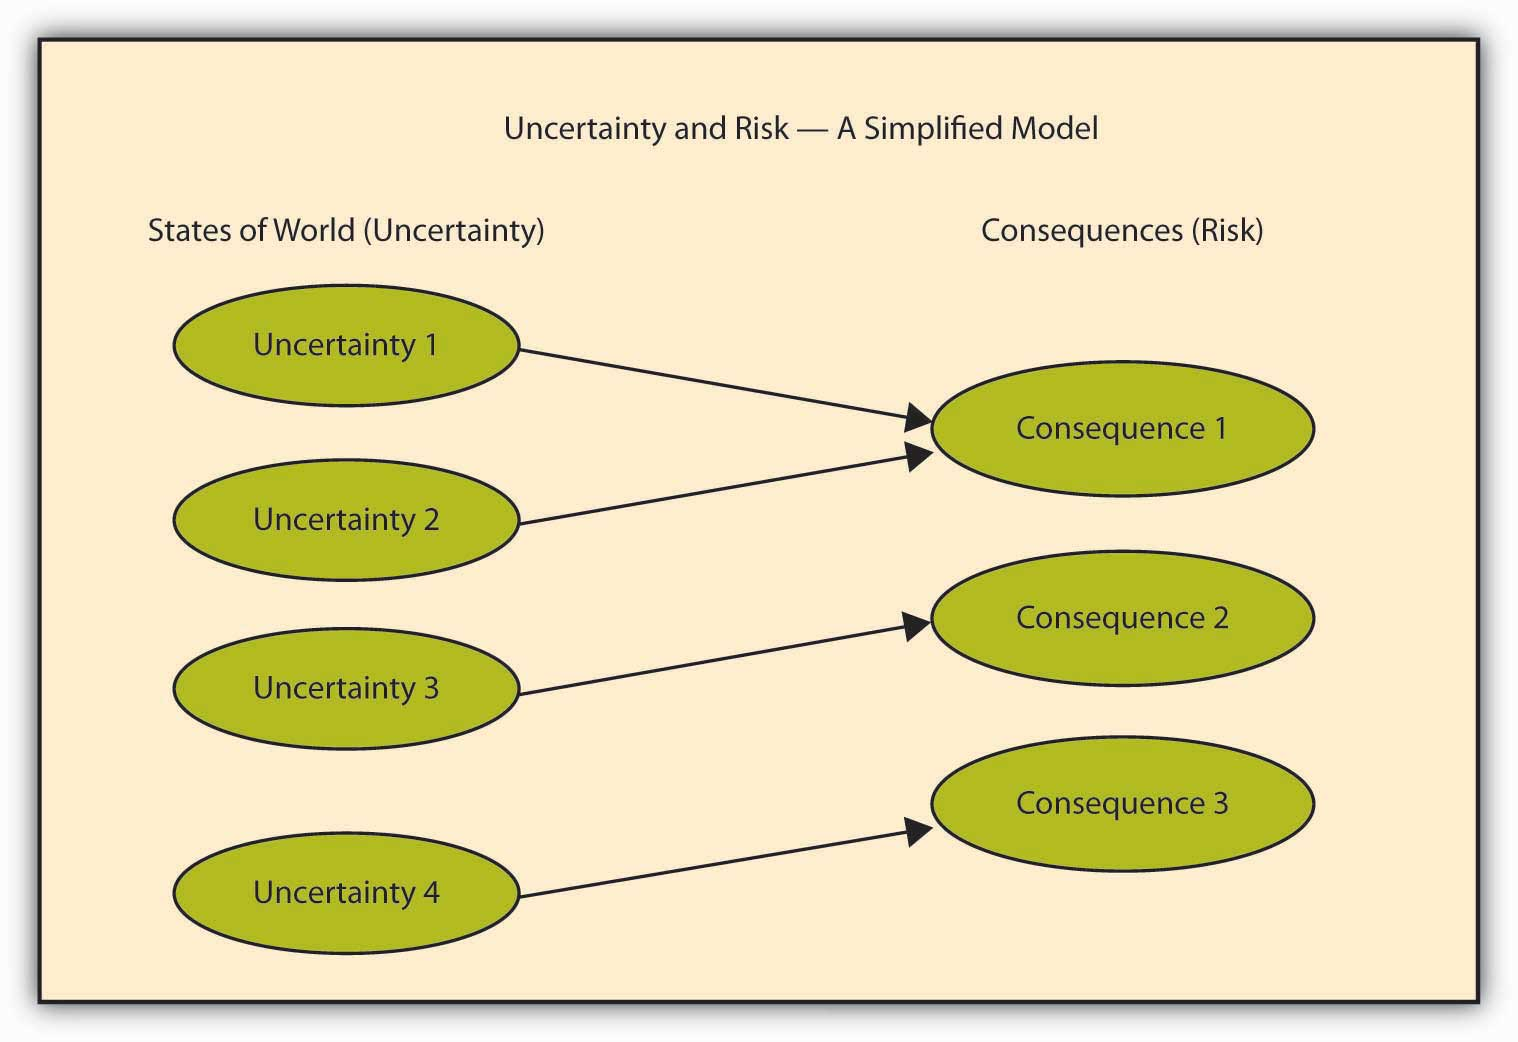 Uncertainty and Risk — A Simplified Model
States of World (Uncertainty)
Consequences (Risk)
Uncertainty 1
Consequence 1
Uncertainty 2
Consequence 2
Uncertainty 3
Consequence 3
Uncertainty 4